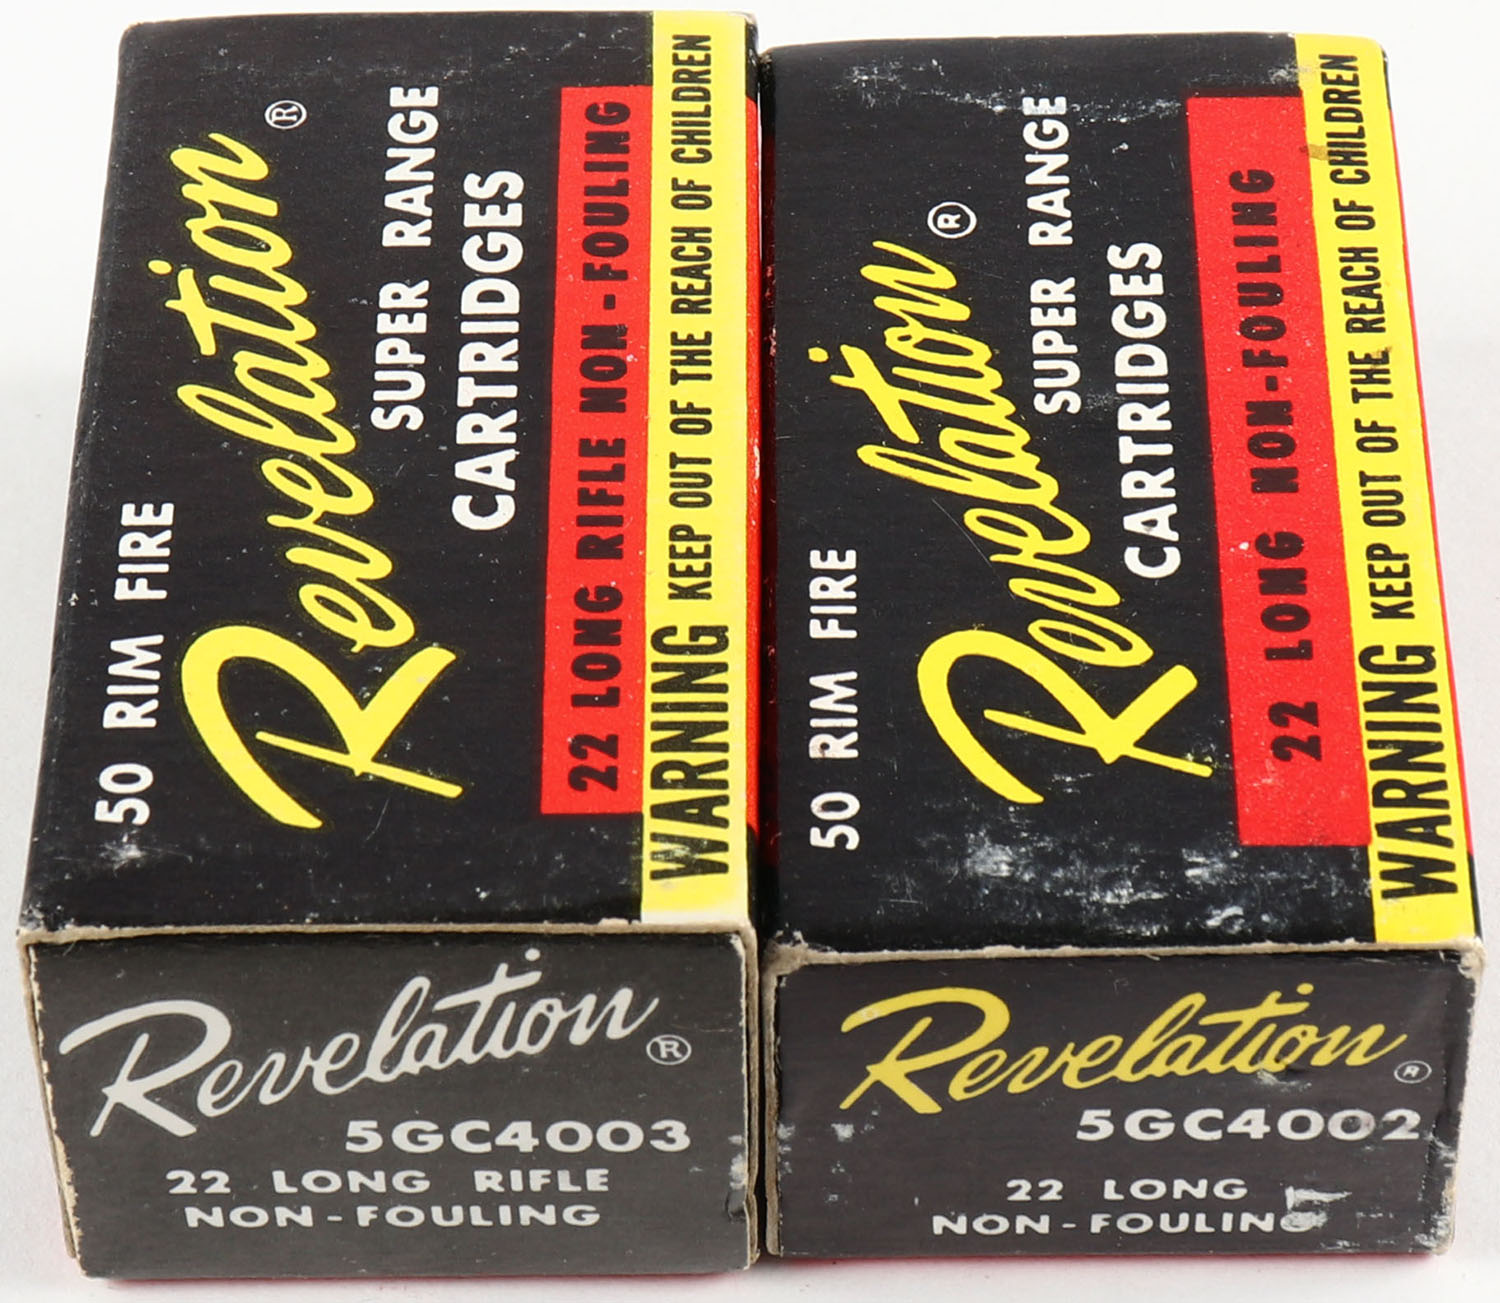 50 RIM FIRE
Revelation ®
SUPER RANGE
CARTRIDGES
22 LONG RIFLE NON-FOULING
WARNING KEEP OUT OF THE REACH OF CHILDREN
Revelation ®
5GC4003
22 LONG RIFLE
NON-FOULING
50 RIM FIRE
Revelation ®
SUPER RANGE
CARTRIDGES
22 LONG NON-FOULING
WARNING KEEP OUT OF THE REACH OF CHILDREN
Revelation ®
5GC4002
22 LONG
NON-FOULING